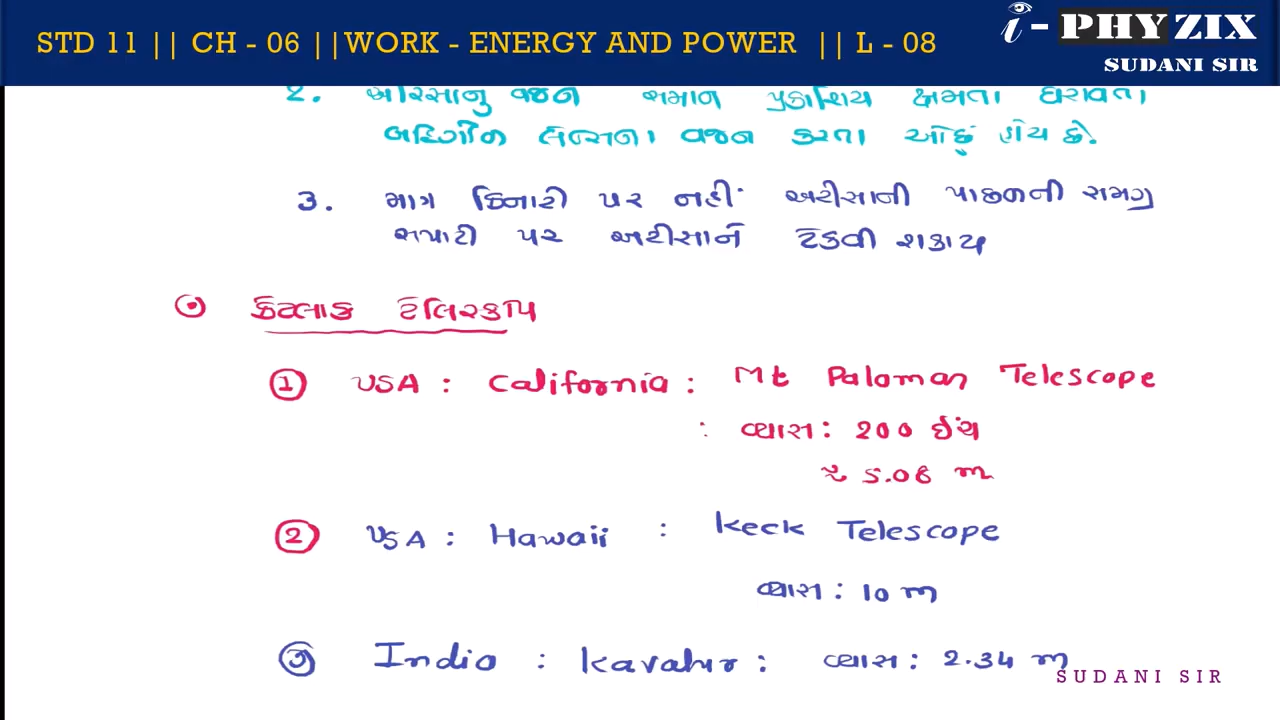 STD 11 || CH - 06 ||WORK - ENERGY AND POWER || L - 08
i-PHYZIX
SUDANI SIR
2. અરિસાનુ વજન સમાન પ્રકાશિય ક્ષમતા ધરાવતા
બહિર્ગોળ લેન્સના વજન કરતા ઓછું હોય છે.
3. માત્ર કિનારી પર નહીં અરીસાની પાછળની સમગ્ર
સપાટી પર અરીસાને ટેકવી શકાય
કેટલાક ટેલિસ્કોપ
① USA : California : Mt Palomar Telescope
: વ્યાસ : 200 ઇંચ
≈ 5.08 m
② USA : Hawaii : Keck Telescope
વ્યાસ : 10 m
③ India : Kavalur : વ્યાસ : 2.34 m
SUDANI SIR